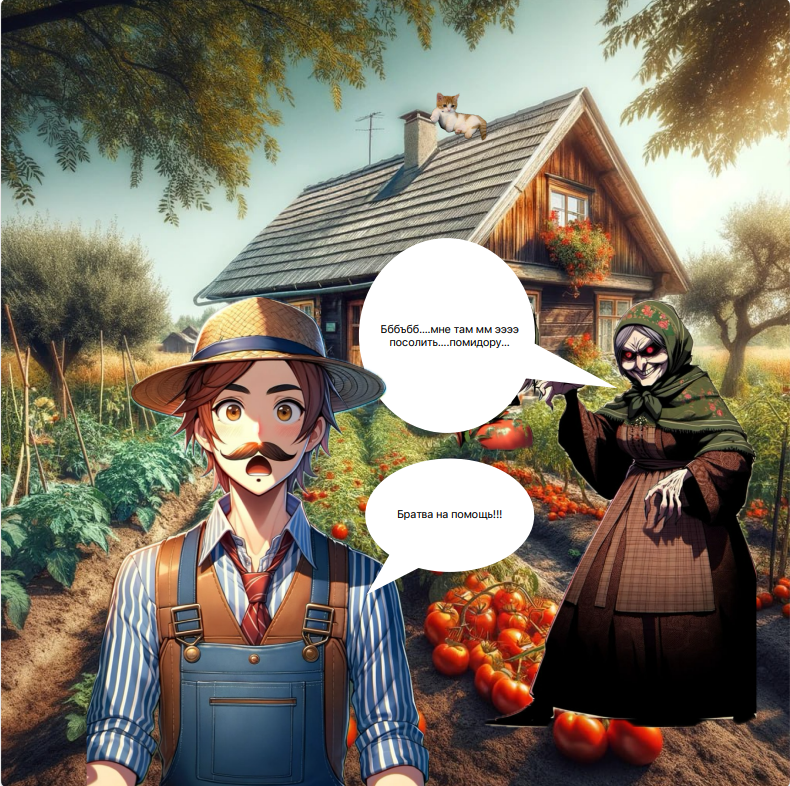 Бббъбб....мне там мм ээээ
посолить....помидору...
Братва на помощь!!!